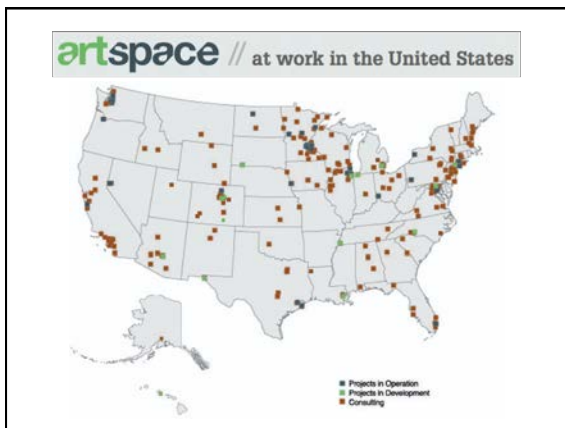 artspace // at work in the United States
Projects in Operation
Projects in Development
Consulting